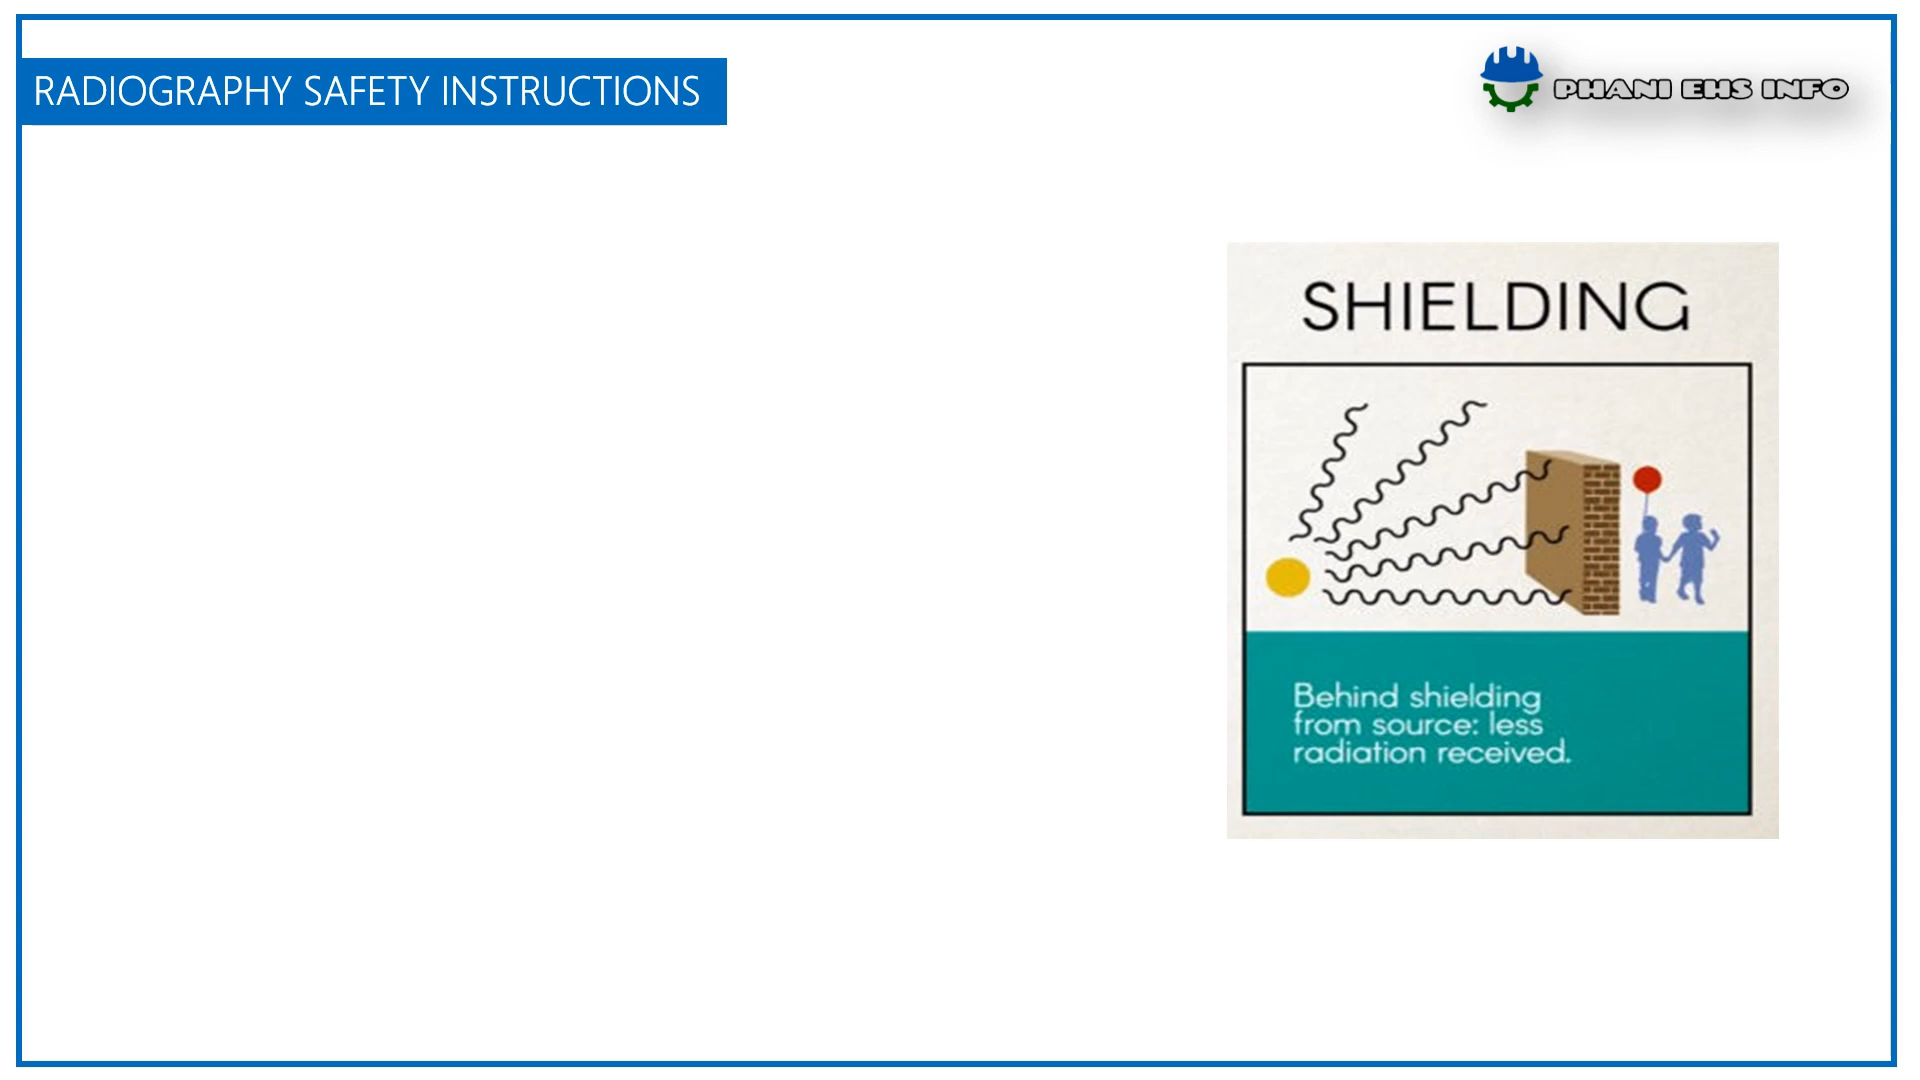 RADIOGRAPHY SAFETY INSTRUCTIONS
PHANI EHS INFO
SHIELDING
Behind shielding
from source: less
radiation received.